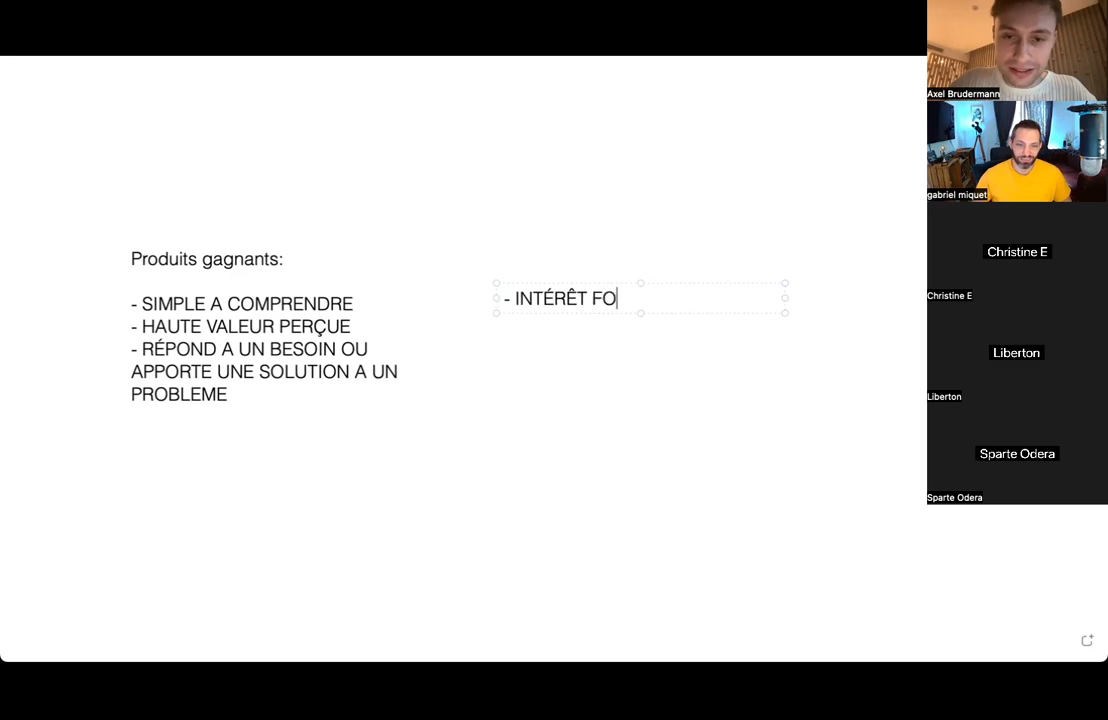 Produits gagnants:
- SIMPLE A COMPRENDRE
- HAUTE VALEUR PERÇUE
- RÉPOND A UN BESOIN OU
APPORTE UNE SOLUTION A UN
PROBLEME
- INTÉRÊT FO
Axel Brudermann
gabriel miquet
Christine E
Christine E
Liberton
Liberton
Sparte Odera
Sparte Odera